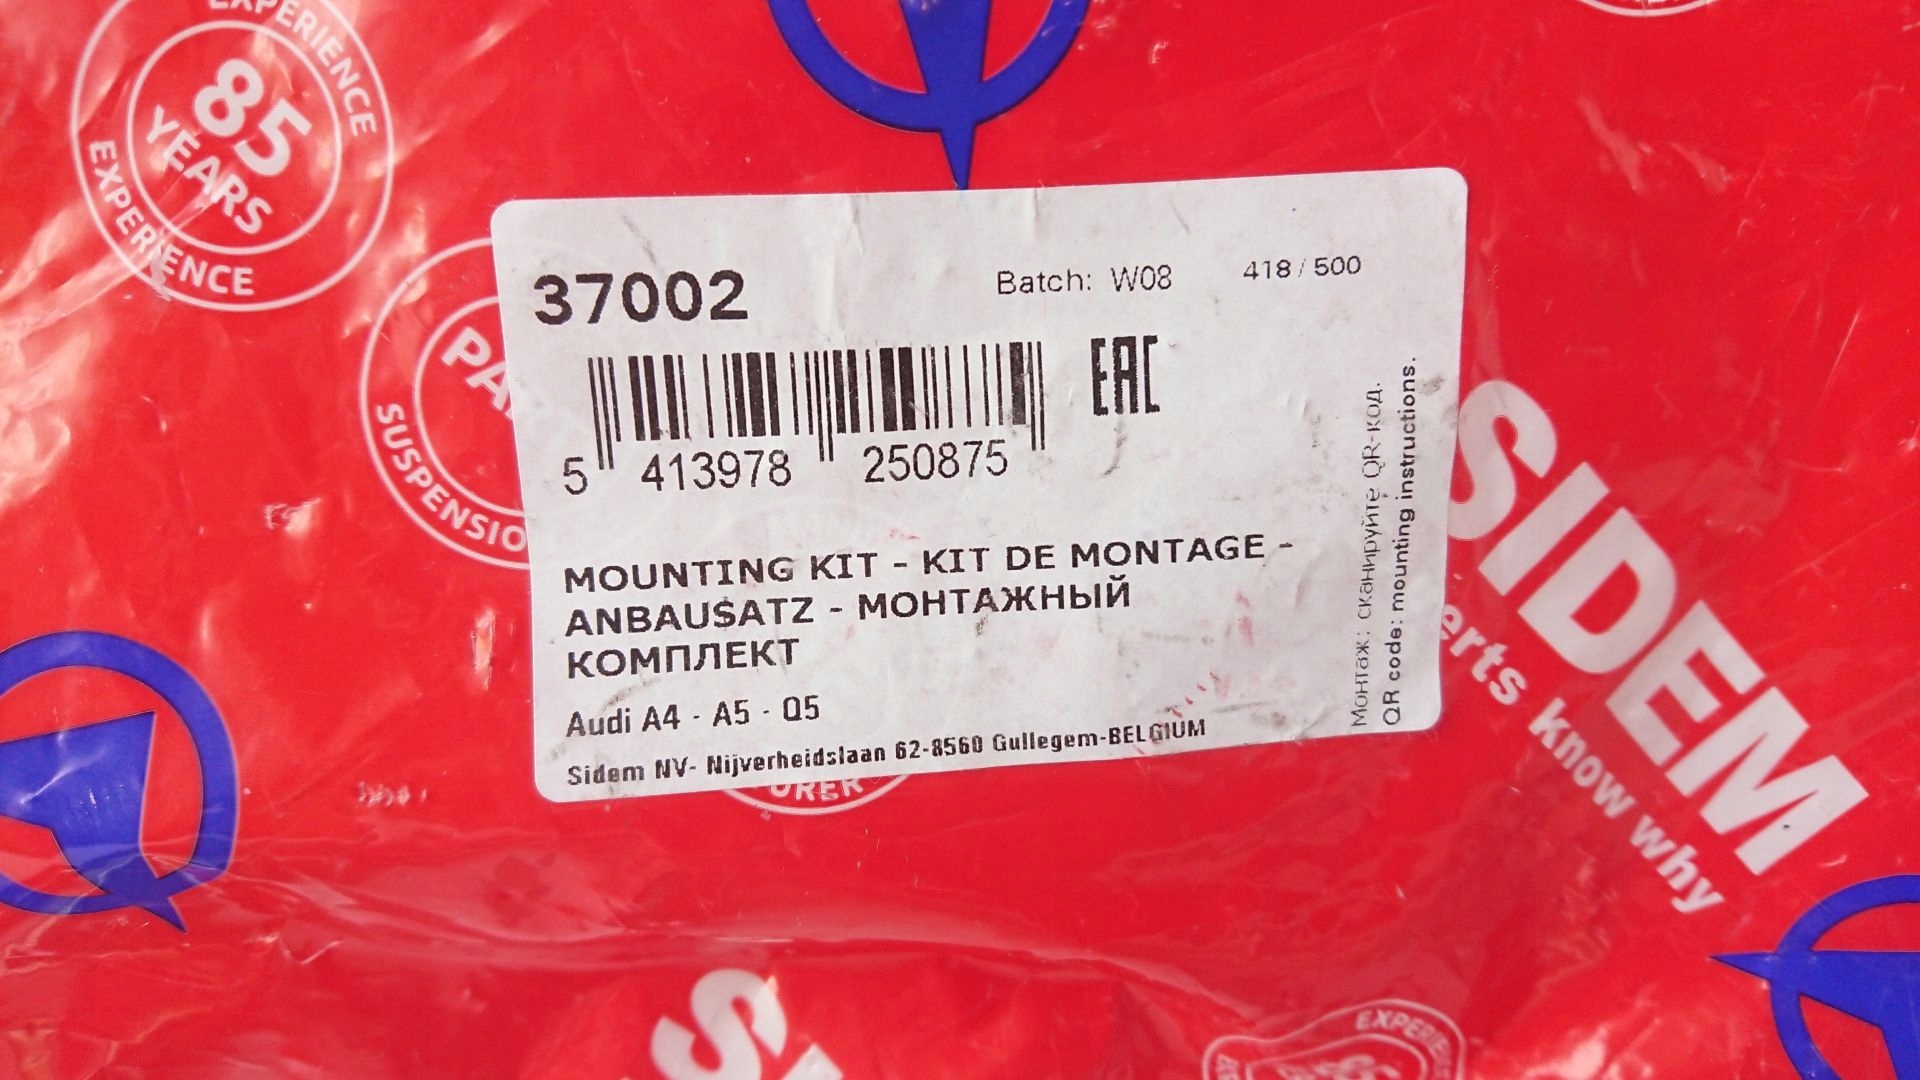 EXPERIENCE
85
YEARS
EXPERIENCE
37002
Batch: W08
418 / 500
EAC
5 413978 250875
MOUNTING KIT - KIT DE MONTAGE -
ANBAUSATZ - МОНТАЖНЫЙ
КОМПЛЕКТ
Audi A4 - A5 - Q5
Sidem NV- Nijverheidslaan 62-8560 Gullegem-BELGIUM
Монтаж: сканируйте QR-код.
QR code: mounting instructions.
SIDEM
know why